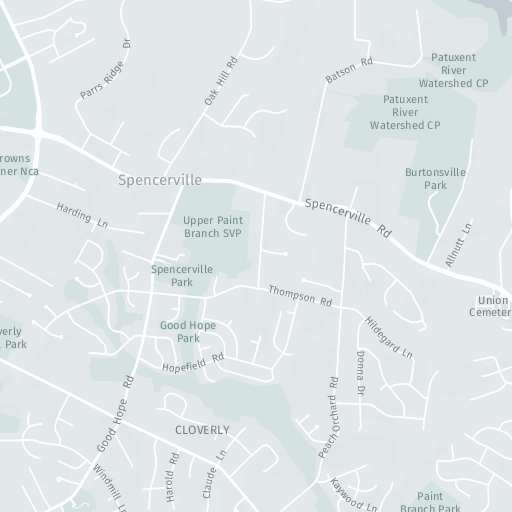 Parrs Ridge Dr
Oak Hill Rd
Batson Rd
Patuxent
River
Watershed CP
Patuxent
River
Watershed CP
rowns
ner Nca
Spencerville
Burtonsville
Park
Harding Ln
Upper Paint
Branch SVP
Spencerville Rd
Allnutt Ln
Spencerville
Park
Thompson Rd
Union
Cemeter
Good Hope
Park
verly
l Park
Hildegard Ln
Hopefield Rd
Donna Dr
Good Hope Rd
Peach Orchard Rd
CLOVERLY
Windmill Ln
Harold Rd
Claude Ln
Kaywood Ln
Paint
Branch Park